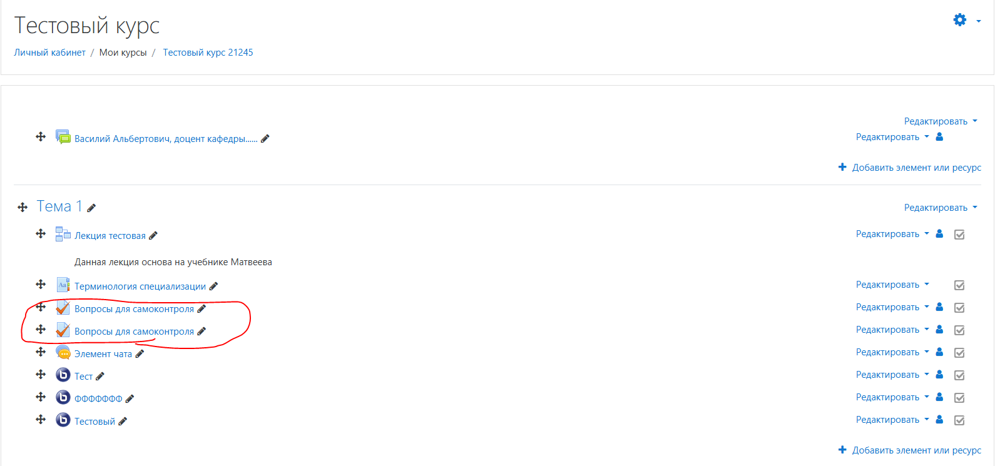 Тестовый курс
Личный кабинет / Мои курсы / Тестовый курс 21245
Редактировать
Василий Альбертович, доцент кафедры...... Редактировать
Добавить элемент или ресурс
Тема 1 Редактировать
Лекция тестовая Редактировать
Данная лекция основа на учебнике Матвеева
Терминология специализации Редактировать
Вопросы для самоконтроля Редактировать
Вопросы для самоконтроля Редактировать
Элемент чата Редактировать
Тест Редактировать
ФФФФФФФ Редактировать
Тестовый Редактировать
Добавить элемент или ресурс